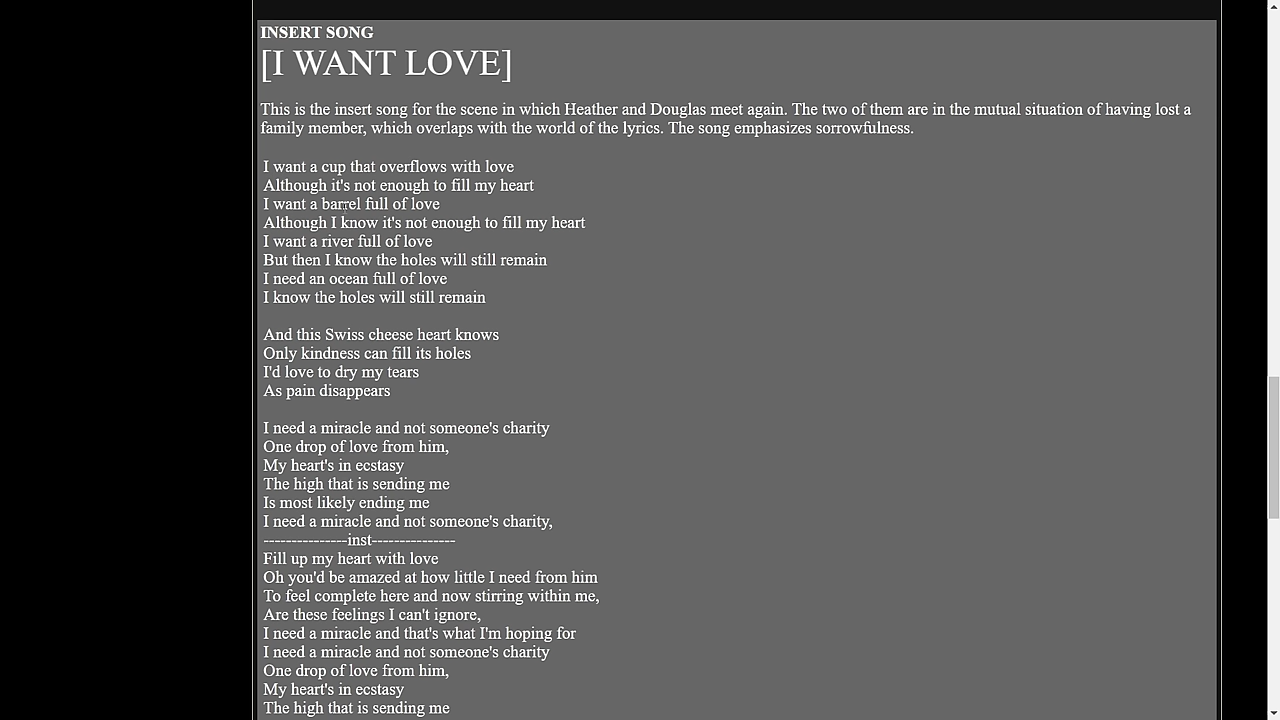 INSERT SONG
[I WANT LOVE]
This is the insert song for the scene in which Heather and Douglas meet again. The two of them are in the mutual situation of having lost a
family member, which overlaps with the world of the lyrics. The song emphasizes sorrowfulness.
I want a cup that overflows with love
Although it's not enough to fill my heart
I want a barrel full of love
Although I know it's not enough to fill my heart
I want a river full of love
But then I know the holes will still remain
I need an ocean full of love
I know the holes will still remain
And this Swiss cheese heart knows
Only kindness can fill its holes
I'd love to dry my tears
As pain disappears
I need a miracle and not someone's charity
One drop of love from him,
My heart's in ecstasy
The high that is sending me
Is most likely ending me
I need a miracle and not someone's charity,
---------------inst---------------
Fill up my heart with love
Oh you'd be amazed at how little I need from him
To feel complete here and now stirring within me,
Are these feelings I can't ignore,
I need a miracle and that's what I'm hoping for
I need a miracle and not someone's charity
One drop of love from him,
My heart's in ecstasy
The high that is sending me